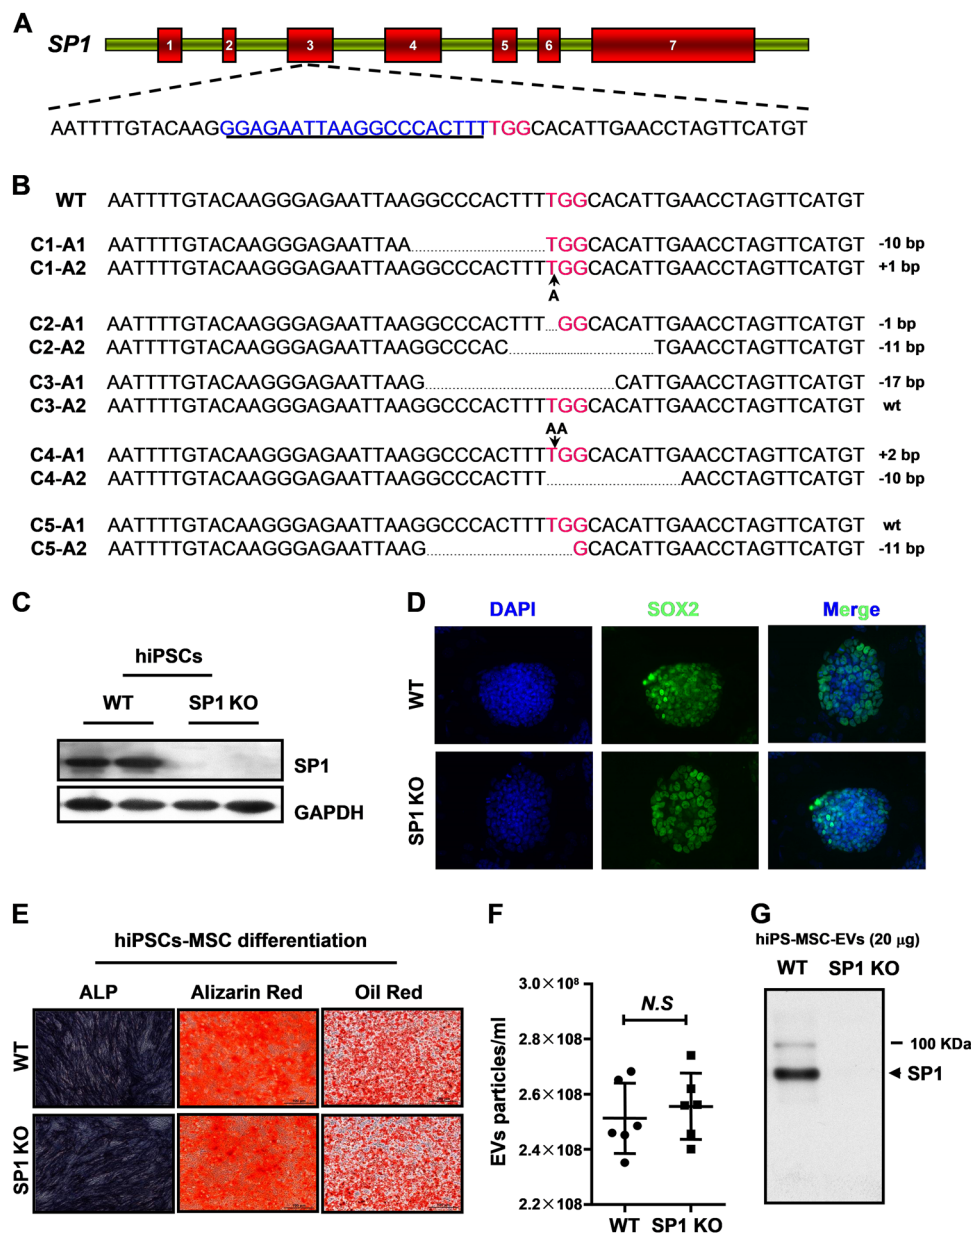 A
SP1 1 2 3 4 5 6 7
AATTTTGTACAAGGGAGAATTAAGGCCCACTTTTGGCACATTGAACCTAGTTCATGT
B
WT AATTTTGTACAAGGGAGAATTAAGGCCCACTTTTGGCACATTGAACCTAGTTCATGT
C1-A1 AATTTTGTACAAGGGAGAATTAA....................TGGCACATTGAACCTAGTTCATGT -10 bp
C1-A2 AATTTTGTACAAGGGAGAATTAAGGCCCACTTTTGGCACATTGAACCTAGTTCATGT +1 bp
A
C2-A1 AATTTTGTACAAGGGAGAATTAAGGCCCACTTT....GGCACATTGAACCTAGTTCATGT -1 bp
C2-A2 AATTTTGTACAAGGGAGAATTAAGGCCCAC....................TGAACCTAGTTCATGT -11 bp
C3-A1 AATTTTGTACAAGGGAGAATTAAG....................CATTGAACCTAGTTCATGT -17 bp
C3-A2 AATTTTGTACAAGGGAGAATTAAGGCCCACTTTTGGCACATTGAACCTAGTTCATGT wt
AA
C4-A1 AATTTTGTACAAGGGAGAATTAAGGCCCACTTTTGGCACATTGAACCTAGTTCATGT +2 bp
C4-A2 AATTTTGTACAAGGGAGAATTAAGGCCCACTTT....................AACCTAGTTCATGT -10 bp
C5-A1 AATTTTGTACAAGGGAGAATTAAGGCCCACTTTTGGCACATTGAACCTAGTTCATGT wt
C5-A2 AATTTTGTACAAGGGAGAATTAAG....................GCACATTGAACCTAGTTCATGT -11 bp
C
hiPSCs
WT SP1 KO
SP1
GAPDH
D
DAPI SOX2 Merge
WT
SP1 KO
E
hiPSCs-MSC differentiation
ALP Alizarin Red Oil Red
WT
SP1 KO
F
EVs particles/ml
3.0×10⁸
2.8×108
2.6×108
2.4×108
2.2×108
N.S
WT SP1 KO
G
hiPS-MSC-EVs (20 µg)
WT SP1 KO
100 KDa
SP1